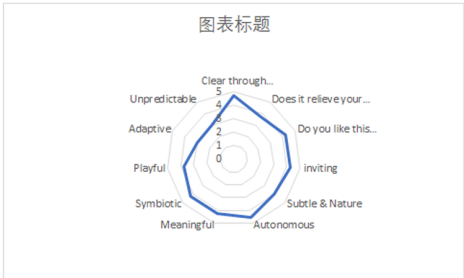 图表标题
Clear through...
Unpredictable
Does it relieve your...
Adaptive
Do you like this...
Playful
inviting
Symbiotic
Subtle & Nature
Meaningful
Autonomous
5
4
3
2
1
0